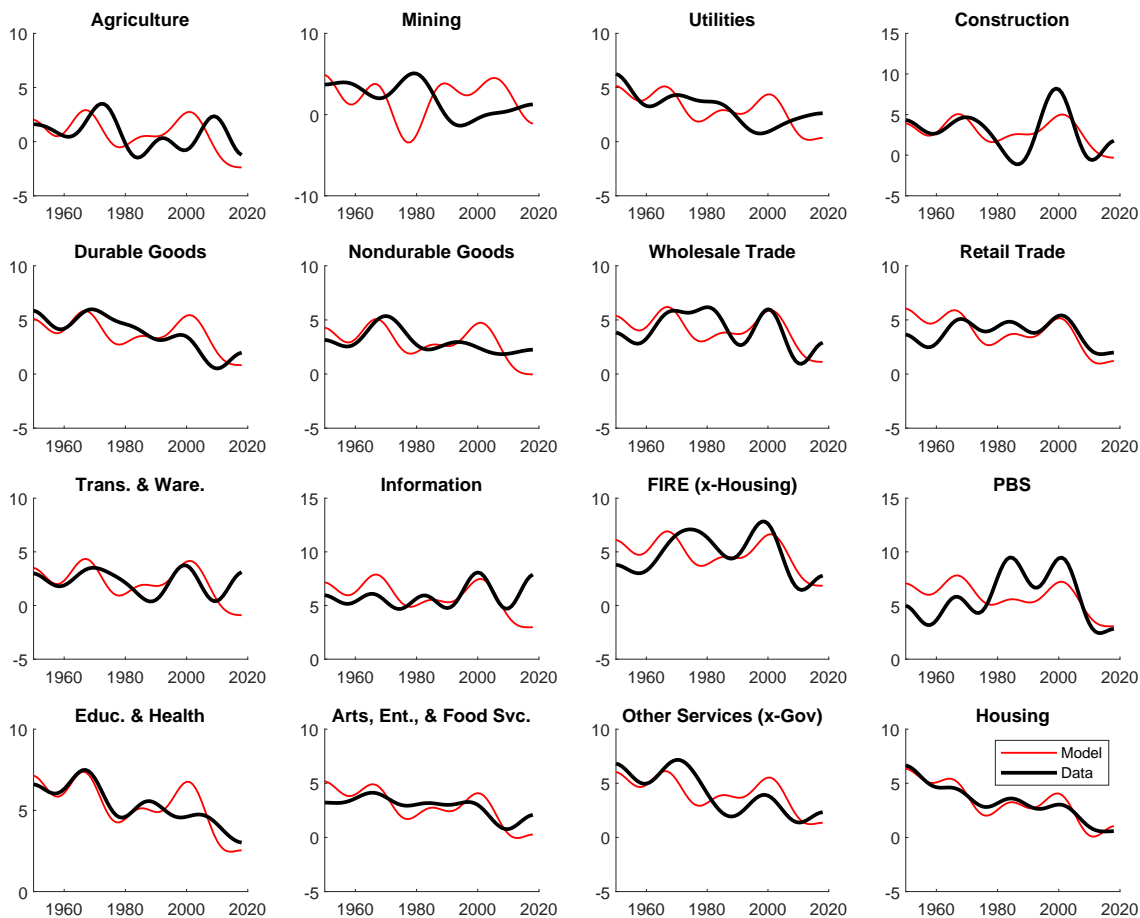 Agriculture
Mining
Utilities
Construction
10
5
0
-5
1960 1980 2000 2020
10
0
-10
1960 1980 2000 2020
10
5
0
-5
1960 1980 2000 2020
15
10
5
0
-5
1960 1980 2000 2020
Durable Goods
Nondurable Goods
Wholesale Trade
Retail Trade
10
5
0
-5
1960 1980 2000 2020
10
5
0
-5
1960 1980 2000 2020
10
5
0
-5
1960 1980 2000 2020
10
5
0
-5
1960 1980 2000 2020
Trans. & Ware.
Information
FIRE (x-Housing)
PBS
10
5
0
-5
1960 1980 2000 2020
15
10
5
0
1960 1980 2000 2020
10
5
0
-5
1960 1980 2000 2020
15
10
5
0
1960 1980 2000 2020
Educ. & Health
Arts, Ent., & Food Svc.
Other Services (x-Gov)
Housing
10
5
0
1960 1980 2000 2020
10
5
0
-5
1960 1980 2000 2020
10
5
0
-5
1960 1980 2000 2020
10
5
0
-5
1960 1980 2000 2020
Model
Data